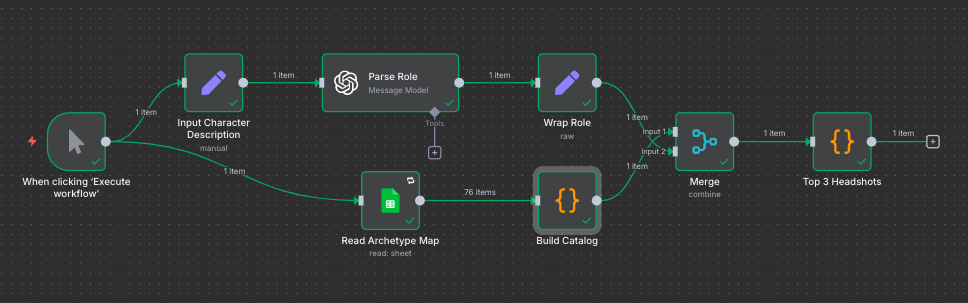 1 item
Parse Role
Message Model
1 item
1 item
Tools
Input Character
Description
manual
Wrap Role
raw
1 item
Input 1
Input 2
1 item
1 item
1 item
When clicking ‘Execute
workflow’
1 item
76 items
Read Archetype Map
read: sheet
Build Catalog
Merge
combine
Top 3 Headshots